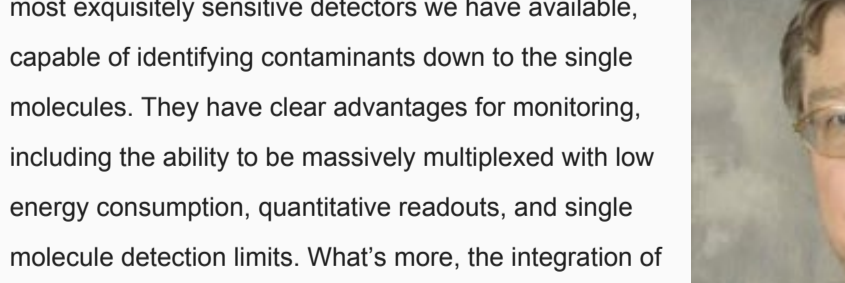 most exquisitely sensitive detectors we have available,
capable of identifying contaminants down to the single
molecules. They have clear advantages for monitoring,
including the ability to be massively multiplexed with low
energy consumption, quantitative readouts, and single
molecule detection limits. What’s more, the integration of